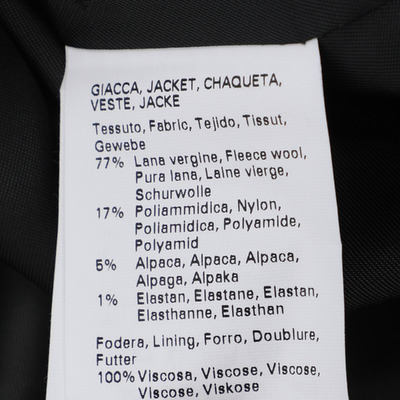 GIACCA, JACKET, CHAQUETA,
VESTE, JACKE
Tessuto, Fabric, Tejido, Tissut,
Gewebe
77% Lana vergine, Fleece wool,
Pura lana, Laine vierge,
Schurwolle
17% Poliammidica, Nylon,
Poliamidica, Polyamide,
Polyamid
5% Alpaca, Alpaca, Alpaca,
Alpaga, Alpaka
1% Elastan, Elastane, Elastan,
Elasthanne, Elasthan
Fodera, Lining, Forro, Doublure,
Futter
100% Viscosa, Viscose, Viscose,
Viscose, Viskose